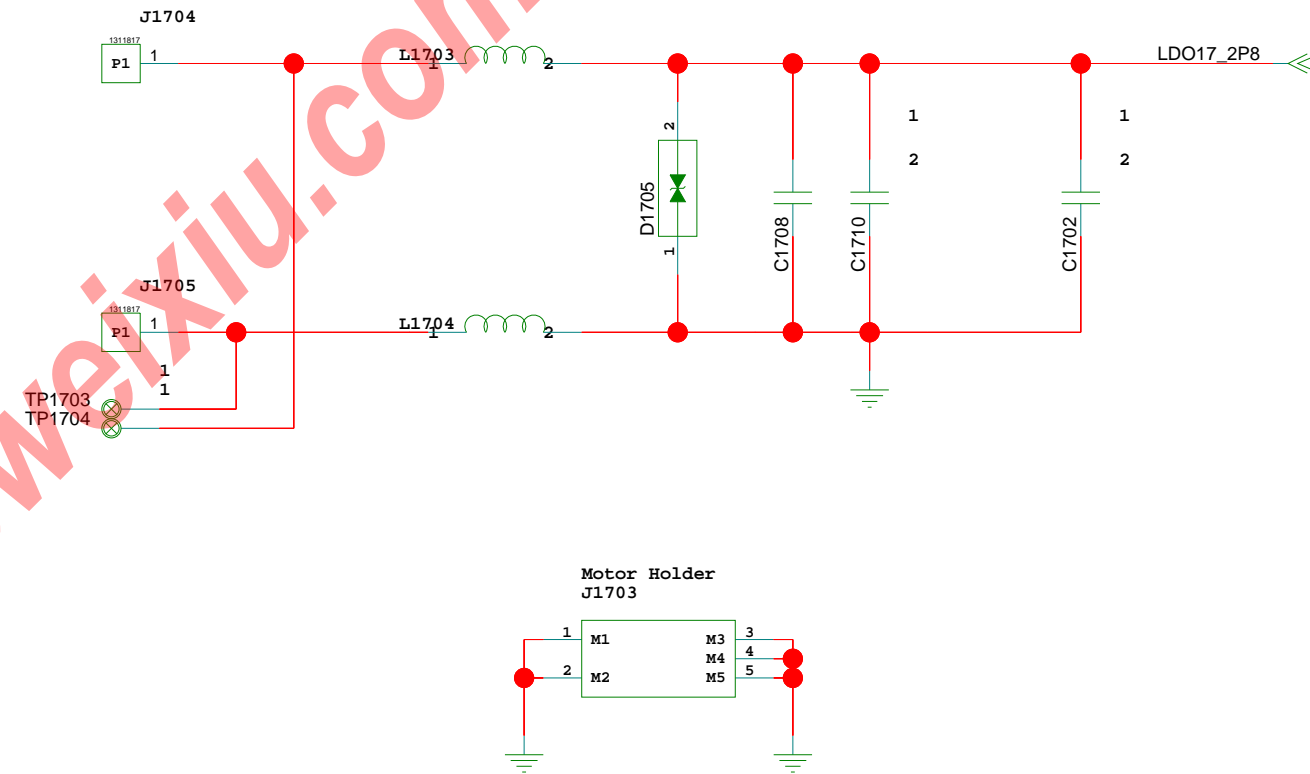 J1704
1311817
P1
1
L1703
1
2
LDO17_2P8
1
2
1
2
2
D1705
1
C1708
C1710
C1702
J1705
1311817
P1
1
L1704
1
2
1
1
TP1703
TP1704
weixiu.com
Motor Holder
J1703
1
M1
M3
3
M4
4
2
M2
M5
5